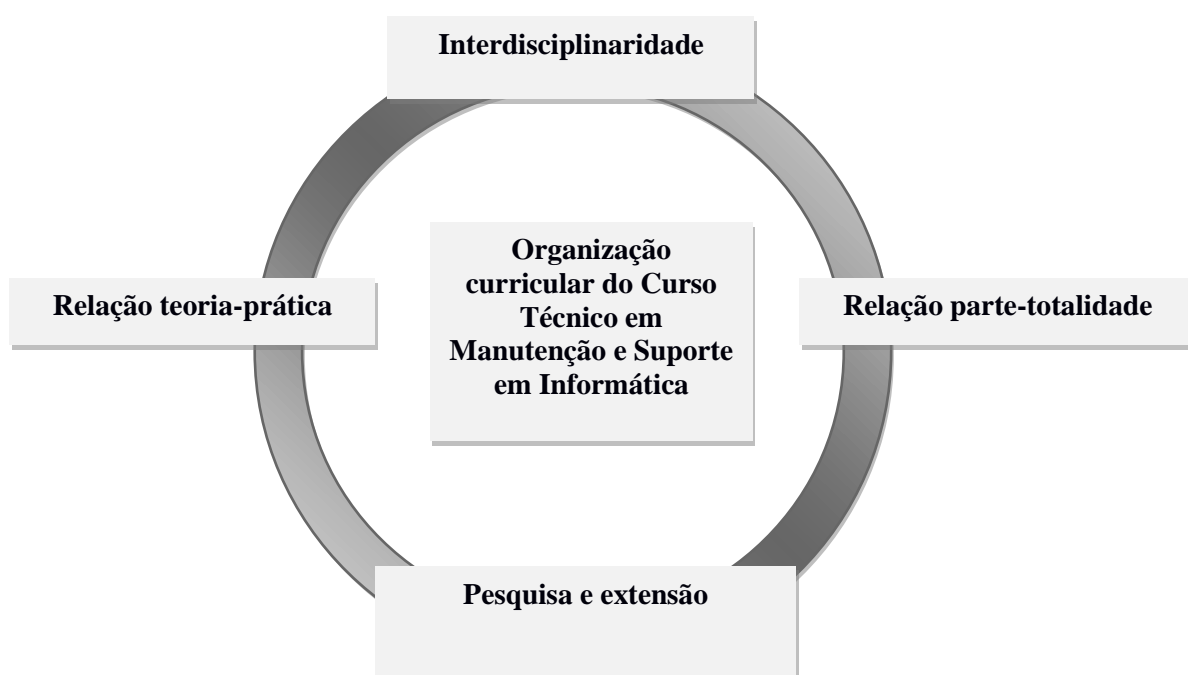 Interdisciplinaridade
Organização
curricular do Curso
Técnico em
Manutenção e Suporte
em Informática
Relação teoria-prática
Relação parte-totalidade
Pesquisa e extensão